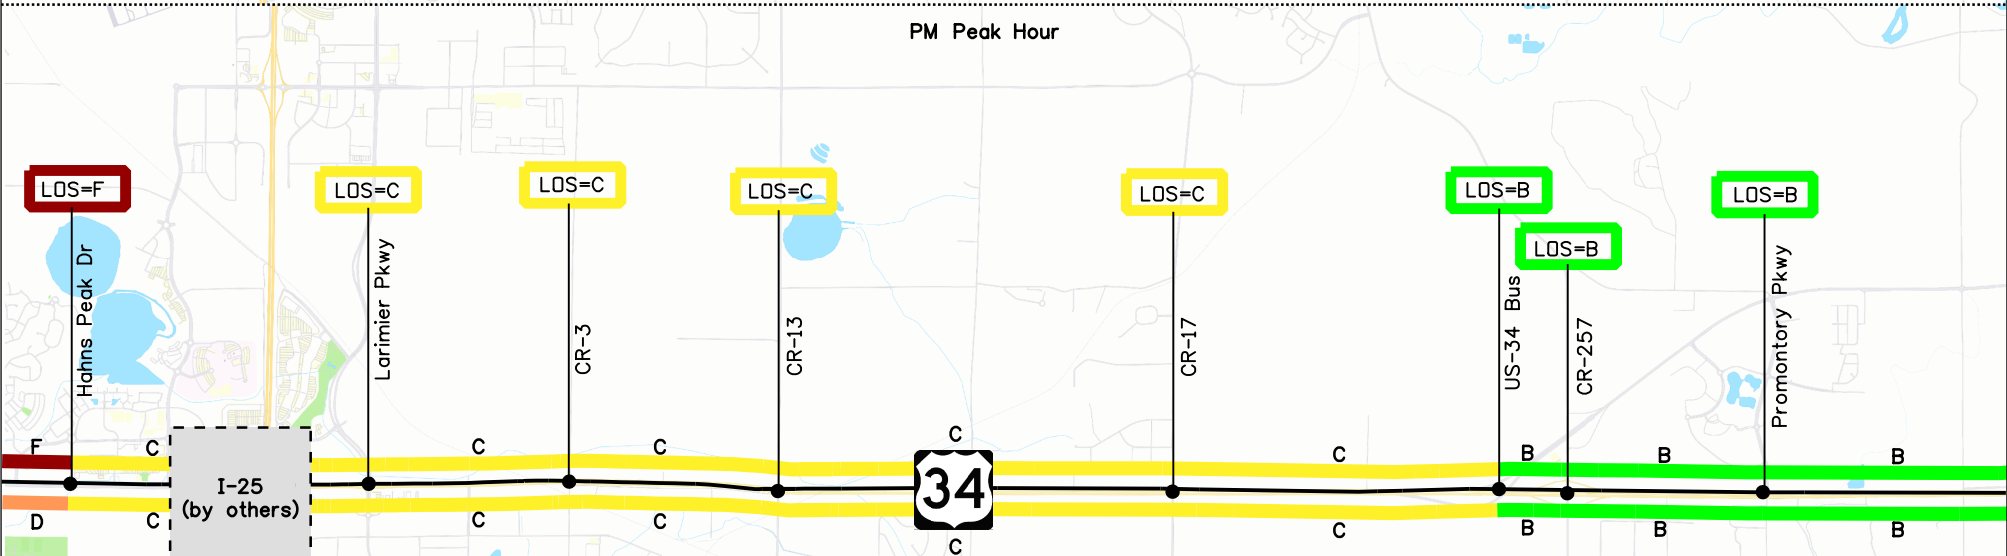 PM Peak Hour
LOS=F
LOS=C
LOS=C
LOS=C
LOS=C
LOS=B
LOS=B
LOS=B
Hahns Peak Dr
Larimier Pkwy
CR-3
CR-13
CR-17
US-34 Bus
CR-257
Promontory Pkwy
F
C
C
C
C
C
B
B
B
I-25
(by others)
34
D
C
C
C
C
C
B
B
B